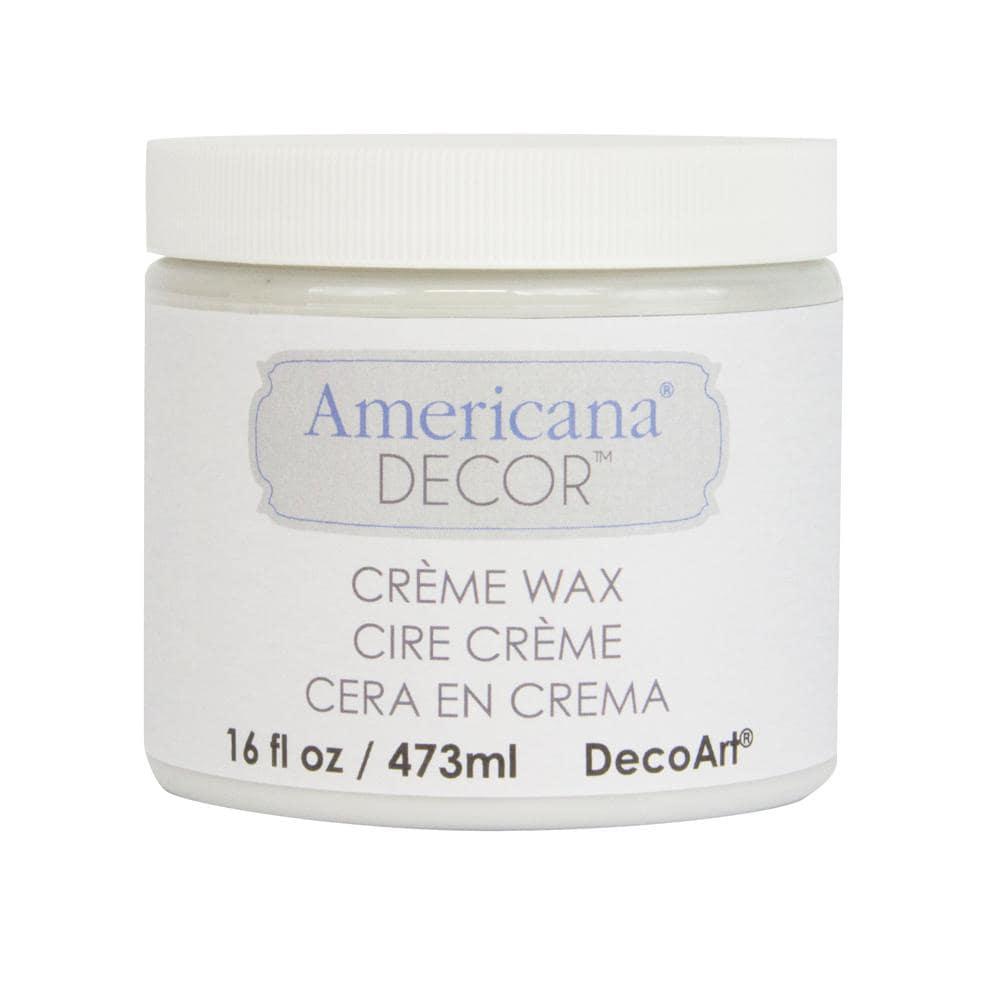 Americana®
DECOR™
CRÈME WAX
CIRE CRÈME
CERA EN CREMA
16 fl oz / 473ml DecoArt®